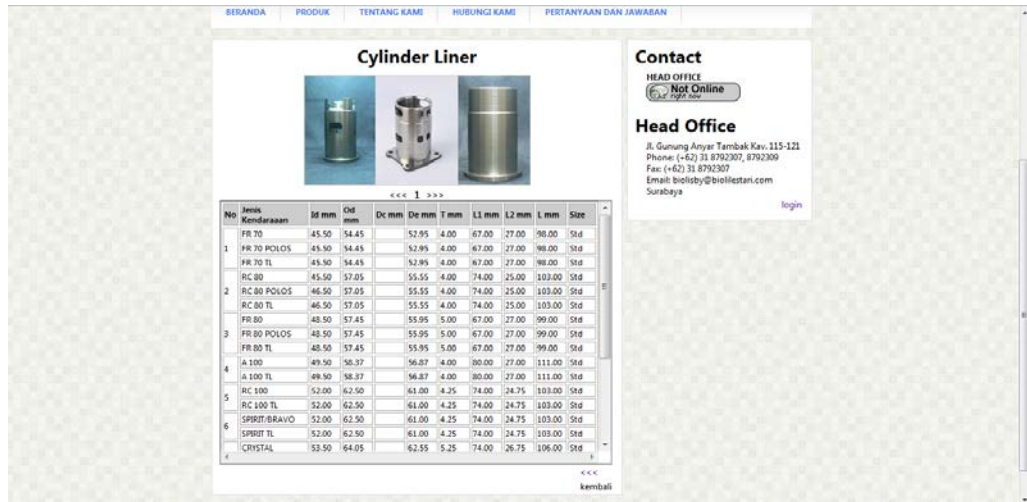 BERANDA PRODUK TENTANG KAMI HUBUNGI KAMI PERTANYAAN DAN JAWABAN
Cylinder Liner
<<< 1 >>>
No Jenis Kendaraaan Id mm Od mm Dc mm De mm T mm L1 mm L2 mm L mm Size
1 FR 70 45.50 54.45 52.95 4.00 67.00 27.00 98.00 Std
FR 70 POLOS 45.50 54.45 52.95 4.00 67.00 27.00 98.00 Std
FR 70 TL 45.50 54.45 52.95 4.00 67.00 27.00 98.00 Std
2 RC 80 45.50 57.05 55.55 4.00 74.00 25.00 103.00 Std
RC 80 POLOS 46.50 57.05 55.55 4.00 74.00 25.00 103.00 Std
RC 80 TL 46.50 57.05 55.55 4.00 74.00 25.00 103.00 Std
3 FR 80 48.50 57.45 55.95 5.00 67.00 27.00 99.00 Std
FR 80 POLOS 48.50 57.45 55.95 5.00 67.00 27.00 99.00 Std
FR 80 TL 48.50 57.45 55.95 5.00 67.00 27.00 99.00 Std
4 A 100 49.50 58.37 56.87 4.00 80.00 27.00 111.00 Std
A 100 TL 49.50 58.37 56.87 4.00 80.00 27.00 111.00 Std
5 RC 100 52.00 62.50 61.00 4.25 74.00 24.75 103.00 Std
RC 100 TL 52.00 62.50 61.00 4.25 74.00 24.75 103.00 Std
6 SPIRIT/BRAVO 52.00 62.50 61.00 4.25 74.00 24.75 103.00 Std
SPIRIT TL 52.00 62.50 61.00 4.25 74.00 24.75 103.00 Std
CRYSTAL 53.50 64.05 62.55 5.25 74.00 26.75 106.00 Std
<<<
kembali
Contact
HEAD OFFICE
Not Online
right now
Head Office
Jl. Gunung Anyar Tambak Kav. 115-121
Phone: (+62) 31 8792307, 8792309
Fax: (+62) 31 8792307
Email: biolisby@biolilestari.com
Surabaya
login